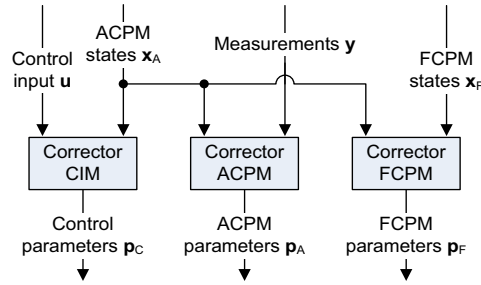 Control
input u
ACPM
states xA
Measurements y
FCPM
states xF
Corrector
CIM
Corrector
ACPM
Corrector
FCPM
Control
parameters pC
ACPM
parameters pA
FCPM
parameters pF